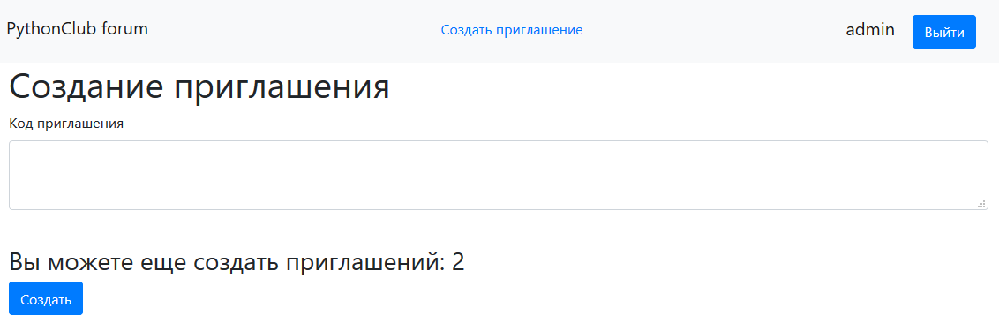 PythonClub forum Создать приглашение admin Выйти
Создание приглашения
Код приглашения
Вы можете еще создать приглашений: 2
Создать